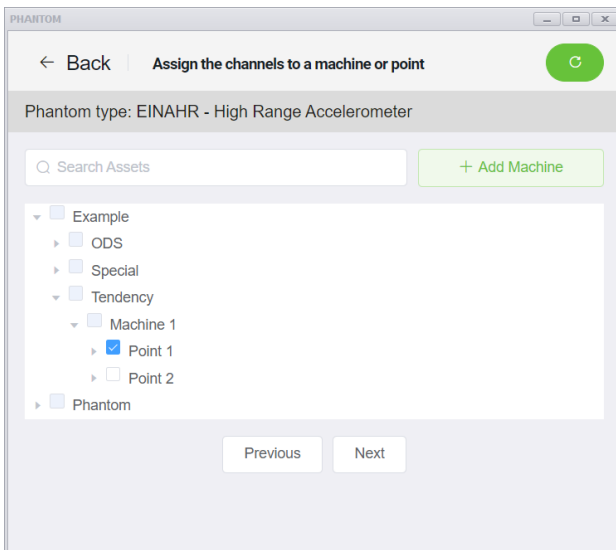 PHANTOM
Back Assign the channels to a machine or point
Phantom type: EINAHR - High Range Accelerometer
Search Assets + Add Machine
Example
ODS
Special
Tendency
Machine 1
Point 1
Point 2
Phantom
Previous Next